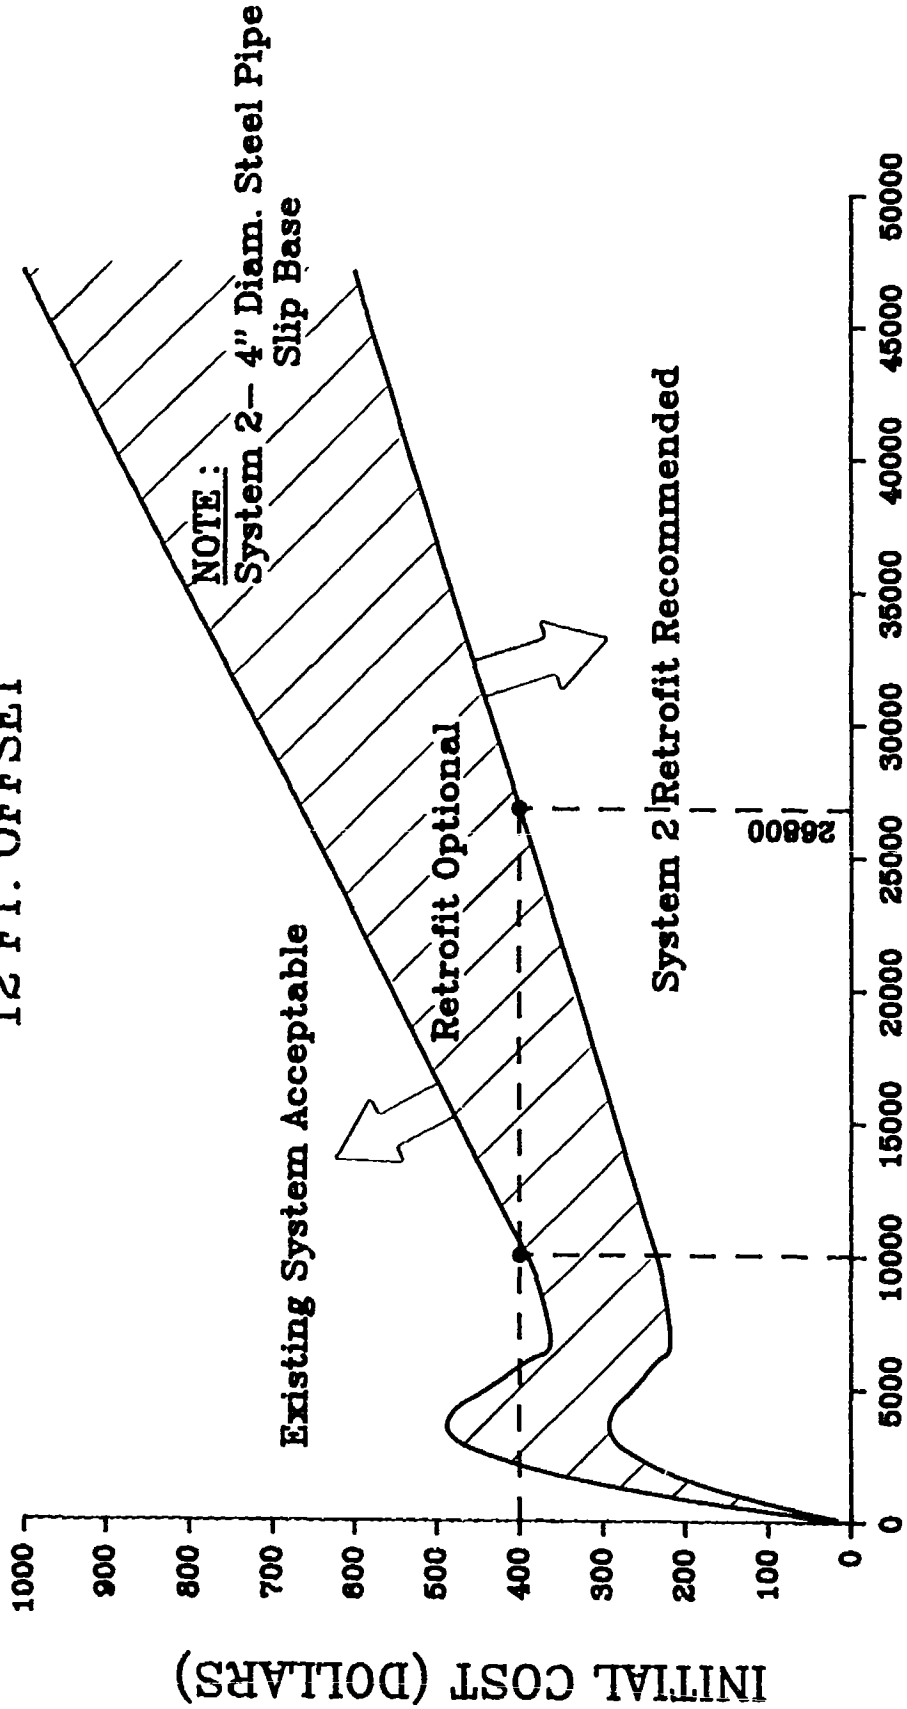 12 FT. OFFSET
NOTE :
System 2- 4" Diam. Steel Pipe
Slip Base
Existing System Acceptable
Retrofit Optional
System 2 Retrofit Recommended
INITIAL COST (DOLLARS)
1000
900
800
700
600
500
400
300
200
100
0
0
5000
10000
15000
20000
25000
26800
30000
35000
40000
45000
50000